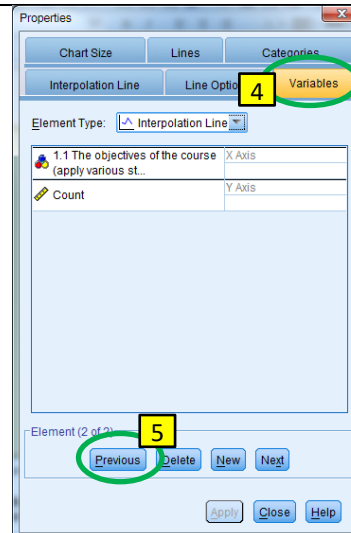 Properties
Chart Size Lines Categories
Interpolation Line Line Optio 4 Variables
Element Type: Interpolation Line
1.1 The objectives of the course X Axis
(apply various st...
Count Y Axis
Element (2 of 2) 5
Previous Delete New Next
Apply Close Help